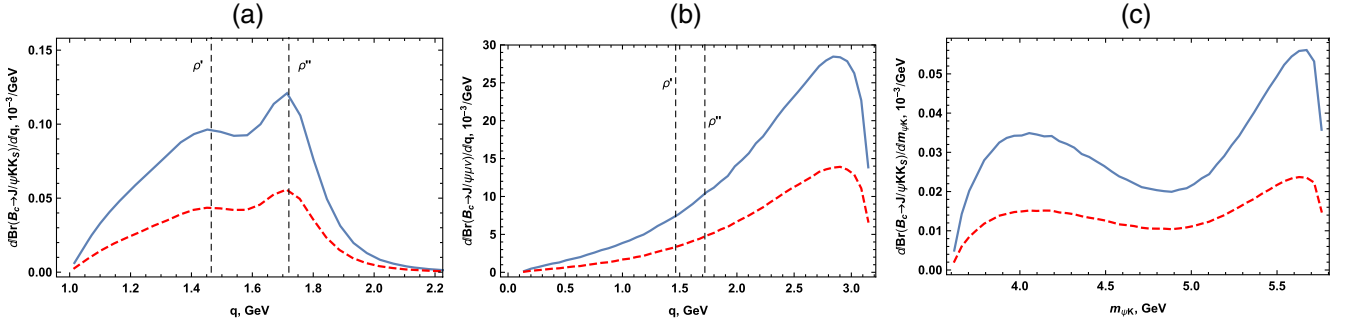 (a)
(b)
(c)
dBr(B_c→J/ψKK_S)/dq, 10⁻³/GeV
0.15
0.10
0.05
0.00
ρ'
ρ''
1.0 1.2 1.4 1.6 1.8 2.0 2.2
q, GeV
dBr(B_c→J/ψμν)/dq, 10⁻³/GeV
30
25
20
15
10
5
0
ρ'
ρ''
0.0 0.5 1.0 1.5 2.0 2.5 3.0
q, GeV
dBr(B_c→J/ψKK_S)/dm_ψK, 10⁻³/GeV
0.05
0.04
0.03
0.02
0.01
0.00
4.0 4.5 5.0 5.5
m_ψK, GeV